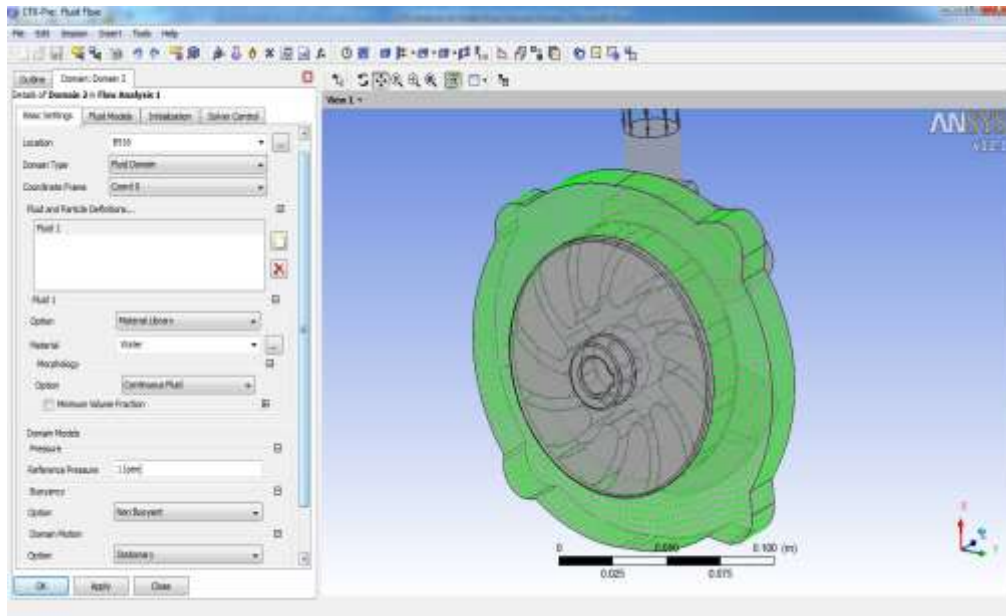 CFX-Pre: Fluid Flow
File Edit Session Insert Tools Help
Outline Domain: Domain 2
Details of Domain 2 in Flow Analysis 1
Basic Settings Fluid Models Initialization Solver Control
Location
Domain Type Fluid Domain
Coordinate Frame Coord 0
Fluid and Particle Definitions...
Fluid 1
Fluid 1
Option Material Library
Material Water
Morphology
Option Continuous Fluid
Minimum Volume Fraction
Domain Models
Pressure
Reference Pressure
Buoyancy
Option Non Buoyant
Domain Motion
Option Stationary
OK Apply Close
View 1
ANSYS
0 0.050 0.100 (m)
0.025 0.075